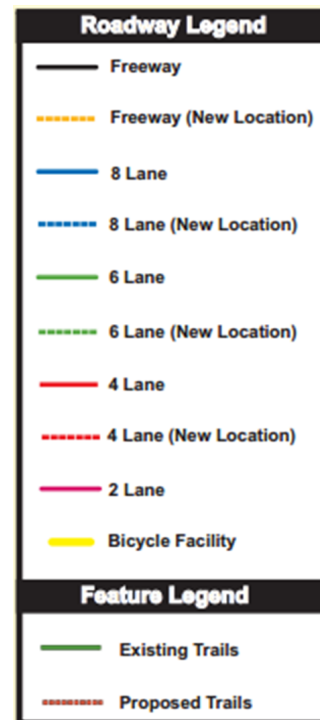 Roadway Legend
Freeway
Freeway (New Location)
8 Lane
8 Lane (New Location)
6 Lane
6 Lane (New Location)
4 Lane
4 Lane (New Location)
2 Lane
Bicycle Facility
Feature Legend
Existing Trails
Proposed Trails